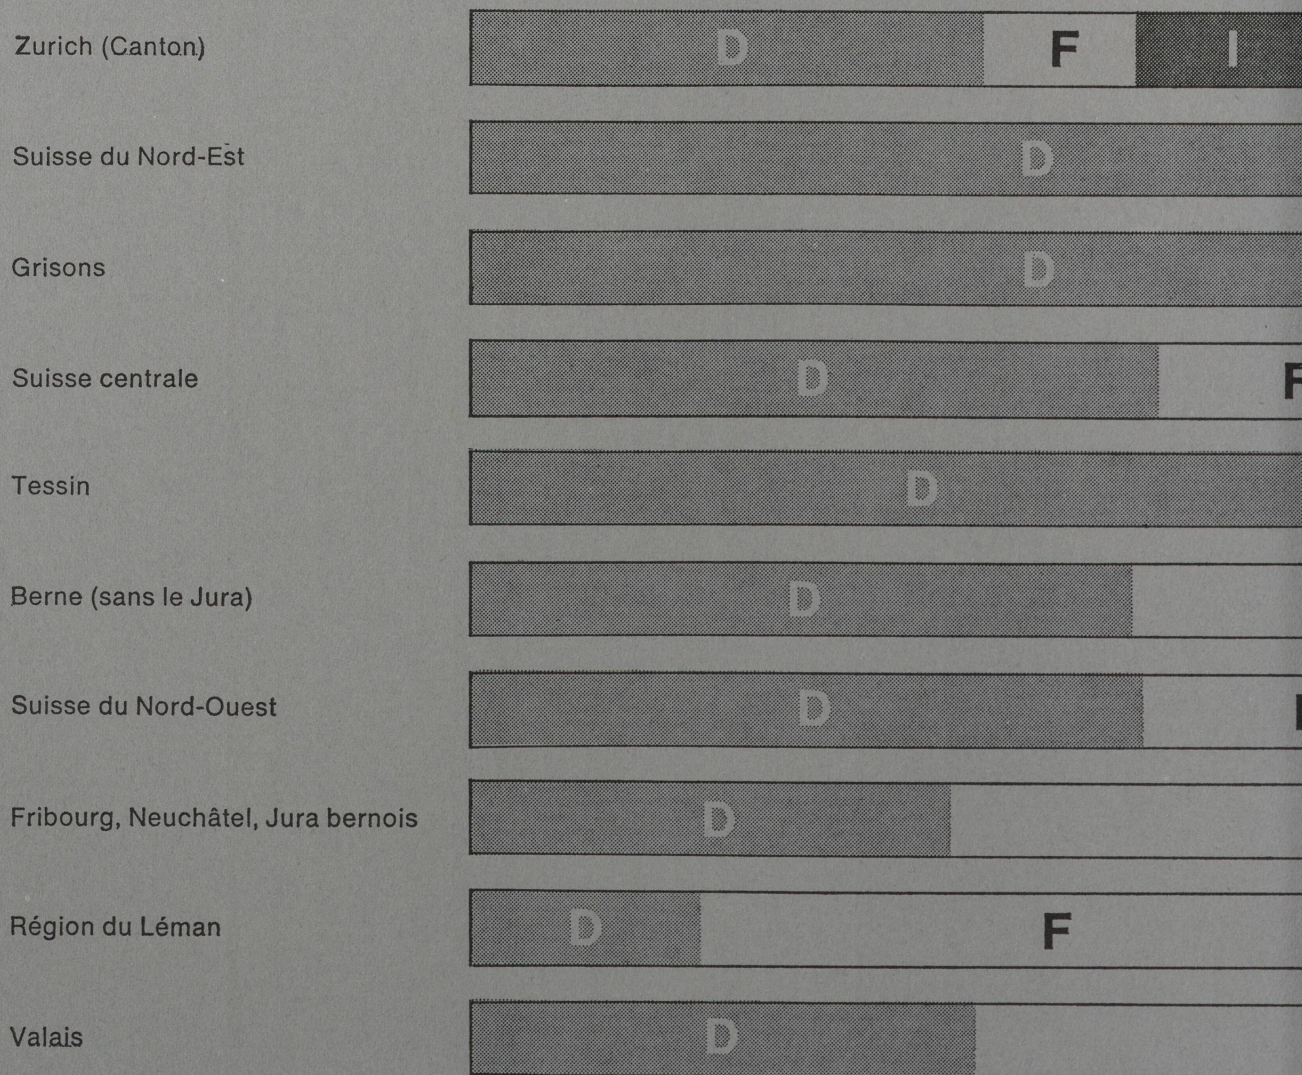 Zurich (Canton) D F I
Suisse du Nord-Est D
Grisons D
Suisse centrale D F
Tessin D
Berne (sans le Jura) D
Suisse du Nord-Ouest D
Fribourg, Neuchâtel, Jura bernois D
Région du Léman D F
Valais D